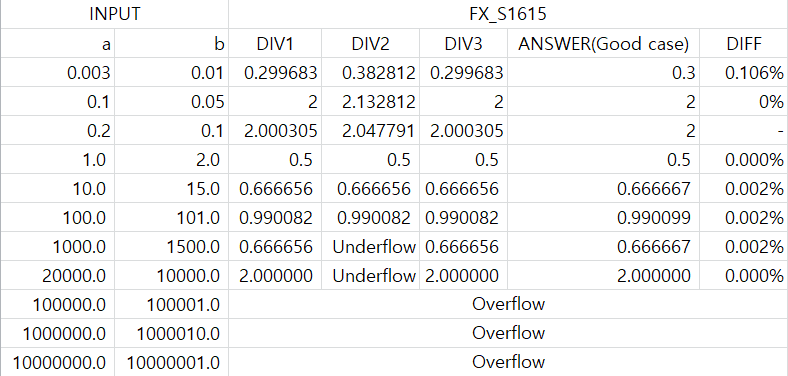 INPUT FX_S1615
a b DIV1 DIV2 DIV3 ANSWER(Good case) DIFF
0.003 0.01 0.299683 0.382812 0.299683 0.3 0.106%
0.1 0.05 2 2.132812 2 2 0%
0.2 0.1 2.000305 2.047791 2.000305 2 -
1.0 2.0 0.5 0.5 0.5 0.5 0.000%
10.0 15.0 0.666656 0.666656 0.666656 0.666667 0.002%
100.0 101.0 0.990082 0.990082 0.990082 0.990099 0.002%
1000.0 1500.0 0.666656 Underflow 0.666656 0.666667 0.002%
20000.0 10000.0 2.000000 Underflow 2.000000 2.000000 0.000%
100000.0 100001.0 Overflow
1000000.0 1000010.0 Overflow
10000000.0 10000001.0 Overflow